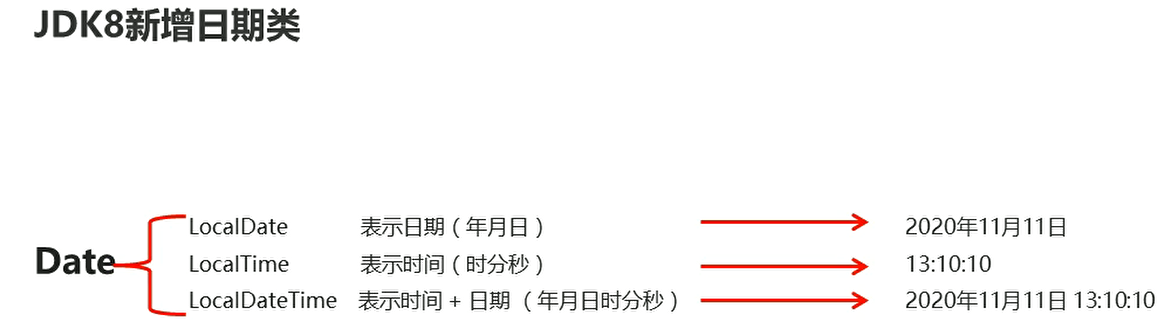 JDK8新增日期类
Date
LocalDate 表示日期（年月日） 2020年11月11日
LocalTime 表示时间（时分秒） 13:10:10
LocalDateTime 表示时间 + 日期 （年月日时分秒） 2020年11月11日 13:10:10